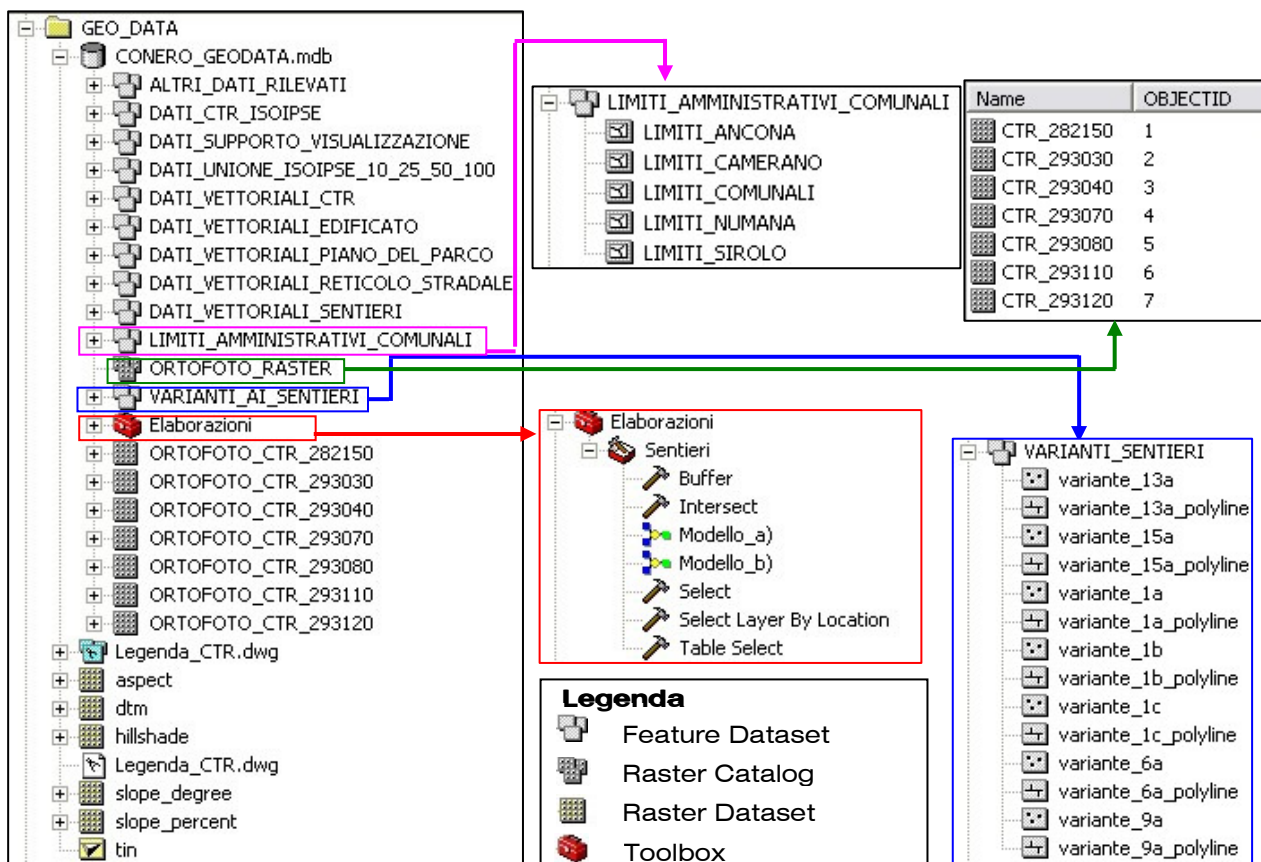 GEO_DATA
CONERO_GEODATA.mdb
ALTRI_DATI_RILEVATI
DATI_CTR_ISOIPSE
DATI_SUPPORTO_VISUALIZZAZIONE
DATI_UNIONE_ISOIPSE_10_25_50_100
DATI_VETTORIALI_CTR
DATI_VETTORIALI_EDIFICATO
DATI_VETTORIALI_PIANO_DEL_PARCO
DATI_VETTORIALI_RETICOLO_STRADALE
DATI_VETTORIALI_SENTIERI
LIMITI_AMMINISTRATIVI_COMUNALI
ORTOFOTO_RASTER
VARIANTI_AI_SENTIERI
Elaborazioni
ORTOFOTO_CTR_282150
ORTOFOTO_CTR_293030
ORTOFOTO_CTR_293040
ORTOFOTO_CTR_293070
ORTOFOTO_CTR_293080
ORTOFOTO_CTR_293110
ORTOFOTO_CTR_293120
Legenda_CTR.dwg
aspect
dtm
hillshade
Legenda_CTR.dwg
slope_degree
slope_percent
tin
LIMITI_AMMINISTRATIVI_COMUNALI
LIMITI_ANCONA
LIMITI_CAMERANO
LIMITI_COMUNALI
LIMITI_NUMANA
LIMITI_SIROLO
Name OBJECTID
CTR_282150 1
CTR_293030 2
CTR_293040 3
CTR_293070 4
CTR_293080 5
CTR_293110 6
CTR_293120 7
Elaborazioni
Sentieri
Buffer
Intersect
Modello_a)
Modello_b)
Select
Select Layer By Location
Table Select
Legenda
Feature Dataset
Raster Catalog
Raster Dataset
Toolbox
VARIANTI_SENTIERI
variante_13a
variante_13a_polyline
variante_15a
variante_15a_polyline
variante_1a
variante_1a_polyline
variante_1b
variante_1b_polyline
variante_1c
variante_1c_polyline
variante_6a
variante_6a_polyline
variante_9a
variante_9a_polyline